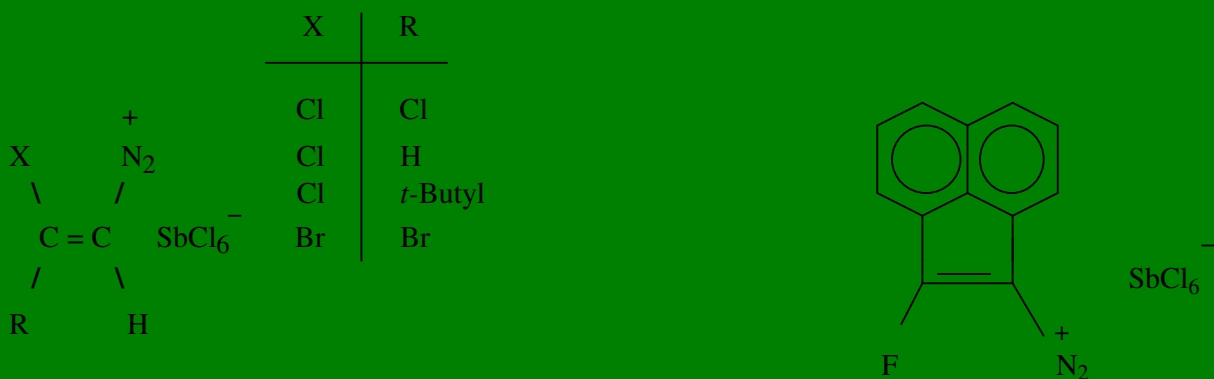 X R
Cl Cl
+
X N₂ Cl H
Cl t-Butyl
C = C SbCl₆⁻ Br Br
R H
SbCl₆⁻
+
F N₂